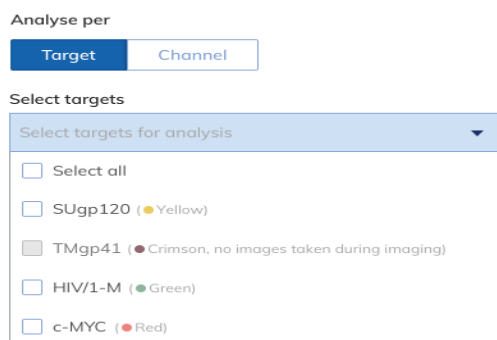 Analyse per
Target Channel
Select targets
Select targets for analysis
Select all
SUgp120 (Yellow)
TMgp41 (Crimson, no images taken during imaging)
HIV/1-M (Green)
c-MYC (Red)